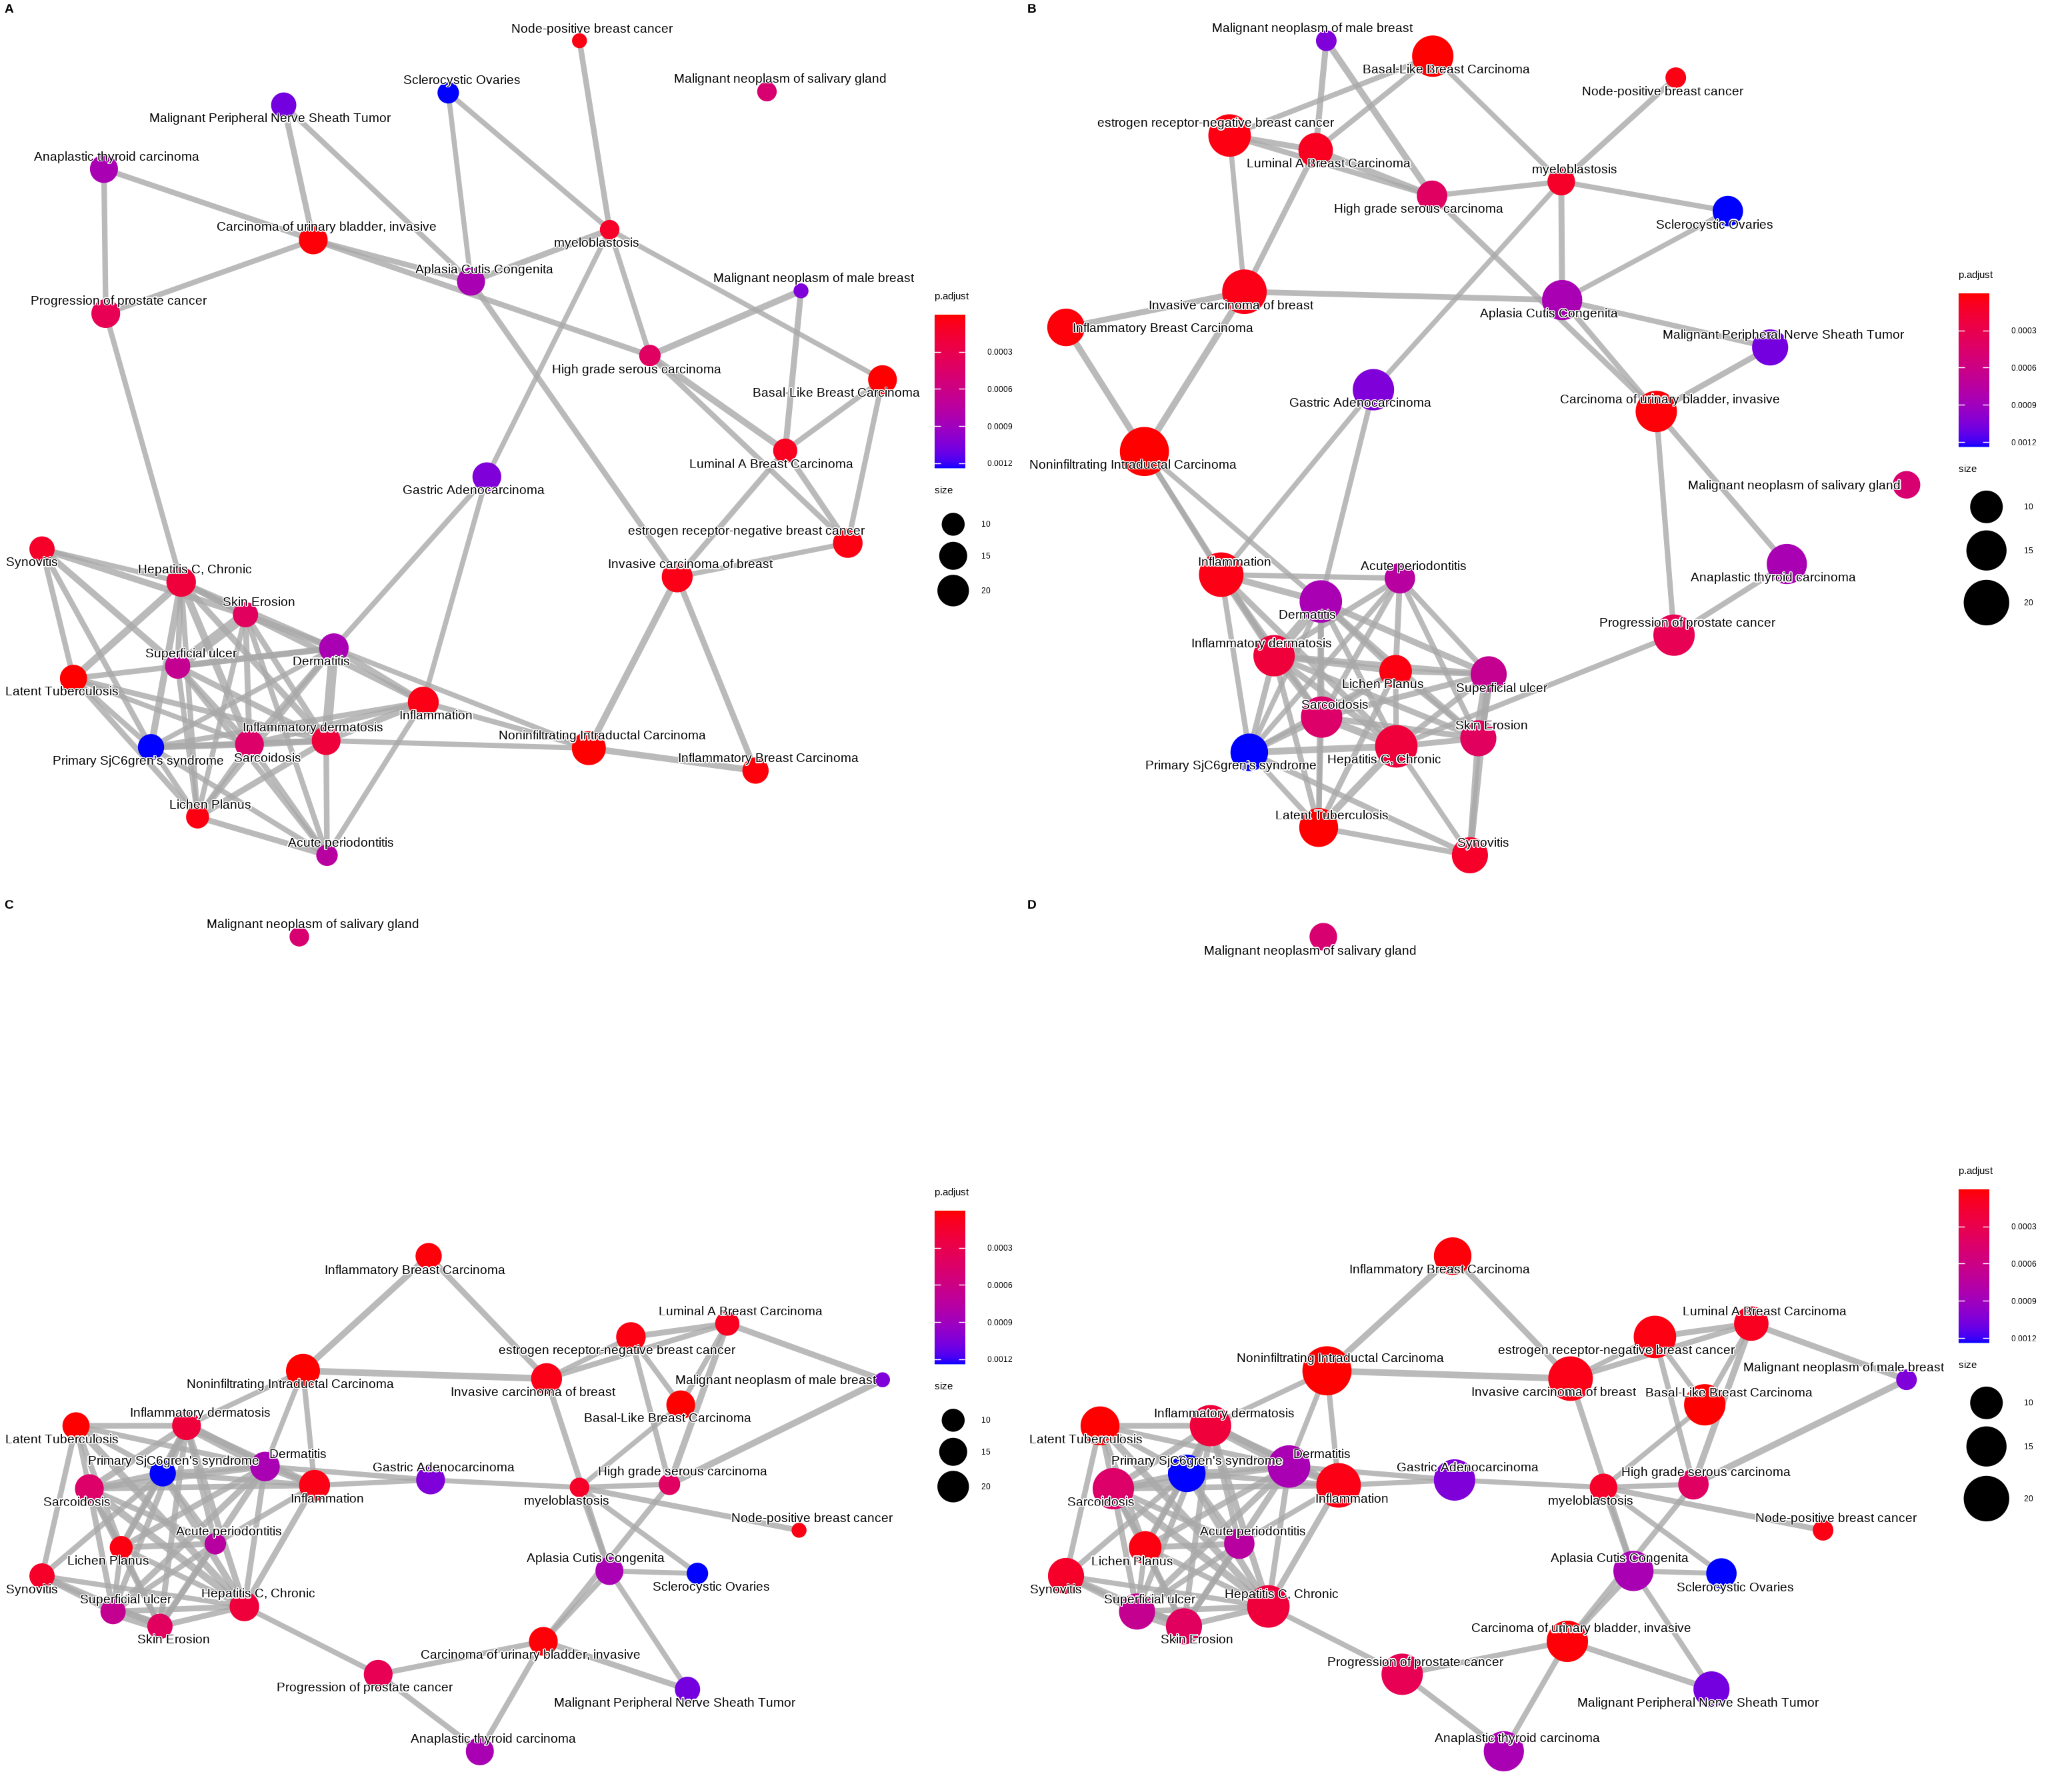 A
Node-positive breast cancer
Malignant neoplasm of salivary gland
Sclerocystic Ovaries
Malignant Peripheral Nerve Sheath Tumor
Anaplastic thyroid carcinoma
Carcinoma of urinary bladder, invasive
myeloblastosis
Aplasia Cutis Congenita
Malignant neoplasm of male breast
Progression of prostate cancer
High grade serous carcinoma
Basal-Like Breast Carcinoma
Luminal A Breast Carcinoma
Gastric Adenocarcinoma
estrogen receptor-negative breast cancer
Synovitis
Invasive carcinoma of breast
Hepatitis C, Chronic
Skin Erosion
Superficial ulcer
Dermatitis
Latent Tuberculosis
Inflammation
Inflammatory dermatosis
Noninfiltrating Intraductal Carcinoma
Primary SjC6gren's syndrome
Sarcoidosis
Inflammatory Breast Carcinoma
Lichen Planus
Acute periodontitis
p.adjust
0.0003
0.0006
0.0009
0.0012
size
10
15
20
B
Malignant neoplasm of male breast
Basal-Like Breast Carcinoma
Node-positive breast cancer
estrogen receptor-negative breast cancer
Luminal A Breast Carcinoma
myeloblastosis
High grade serous carcinoma
Sclerocystic Ovaries
Invasive carcinoma of breast
Aplasia Cutis Congenita
Inflammatory Breast Carcinoma
Malignant Peripheral Nerve Sheath Tumor
Gastric Adenocarcinoma
Carcinoma of urinary bladder, invasive
Noninfiltrating Intraductal Carcinoma
Malignant neoplasm of salivary gland
Inflammation
Acute periodontitis
Anaplastic thyroid carcinoma
Dermatitis
Progression of prostate cancer
Inflammatory dermatosis
Lichen Planus
Superficial ulcer
Sarcoidosis
Skin Erosion
Primary SjC6gren's syndrome
Hepatitis C, Chronic
Latent Tuberculosis
Synovitis
p.adjust
0.0003
0.0006
0.0009
0.0012
size
10
15
20
C
Malignant neoplasm of salivary gland
Inflammatory Breast Carcinoma
Luminal A Breast Carcinoma
estrogen receptor-negative breast cancer
Noninfiltrating Intraductal Carcinoma
Invasive carcinoma of breast
Malignant neoplasm of male breast
Inflammatory dermatosis
Basal-Like Breast Carcinoma
Latent Tuberculosis
Dermatitis
Primary SjC6gren's syndrome
Gastric Adenocarcinoma
High grade serous carcinoma
Sarcoidosis
Inflammation
myeloblastosis
Node-positive breast cancer
Acute periodontitis
Lichen Planus
Aplasia Cutis Congenita
Synovitis
Sclerocystic Ovaries
Superficial ulcer
Hepatitis C, Chronic
Skin Erosion
Carcinoma of urinary bladder, invasive
Progression of prostate cancer
Malignant Peripheral Nerve Sheath Tumor
Anaplastic thyroid carcinoma
p.adjust
0.0003
0.0006
0.0009
0.0012
size
10
15
20
D
Malignant neoplasm of salivary gland
Inflammatory Breast Carcinoma
Luminal A Breast Carcinoma
estrogen receptor-negative breast cancer
Noninfiltrating Intraductal Carcinoma
Malignant neoplasm of male breast
Invasive carcinoma of breast
Basal-Like Breast Carcinoma
Inflammatory dermatosis
Latent Tuberculosis
Dermatitis
Primary SjC6gren's syndrome
Gastric Adenocarcinoma
High grade serous carcinoma
Sarcoidosis
Inflammation
myeloblastosis
Node-positive breast cancer
Acute periodontitis
Lichen Planus
Aplasia Cutis Congenita
Synovitis
Sclerocystic Ovaries
Superficial ulcer
Hepatitis C, Chronic
Skin Erosion
Carcinoma of urinary bladder, invasive
Progression of prostate cancer
Malignant Peripheral Nerve Sheath Tumor
Anaplastic thyroid carcinoma
p.adjust
0.0003
0.0006
0.0009
0.0012
size
10
15
20